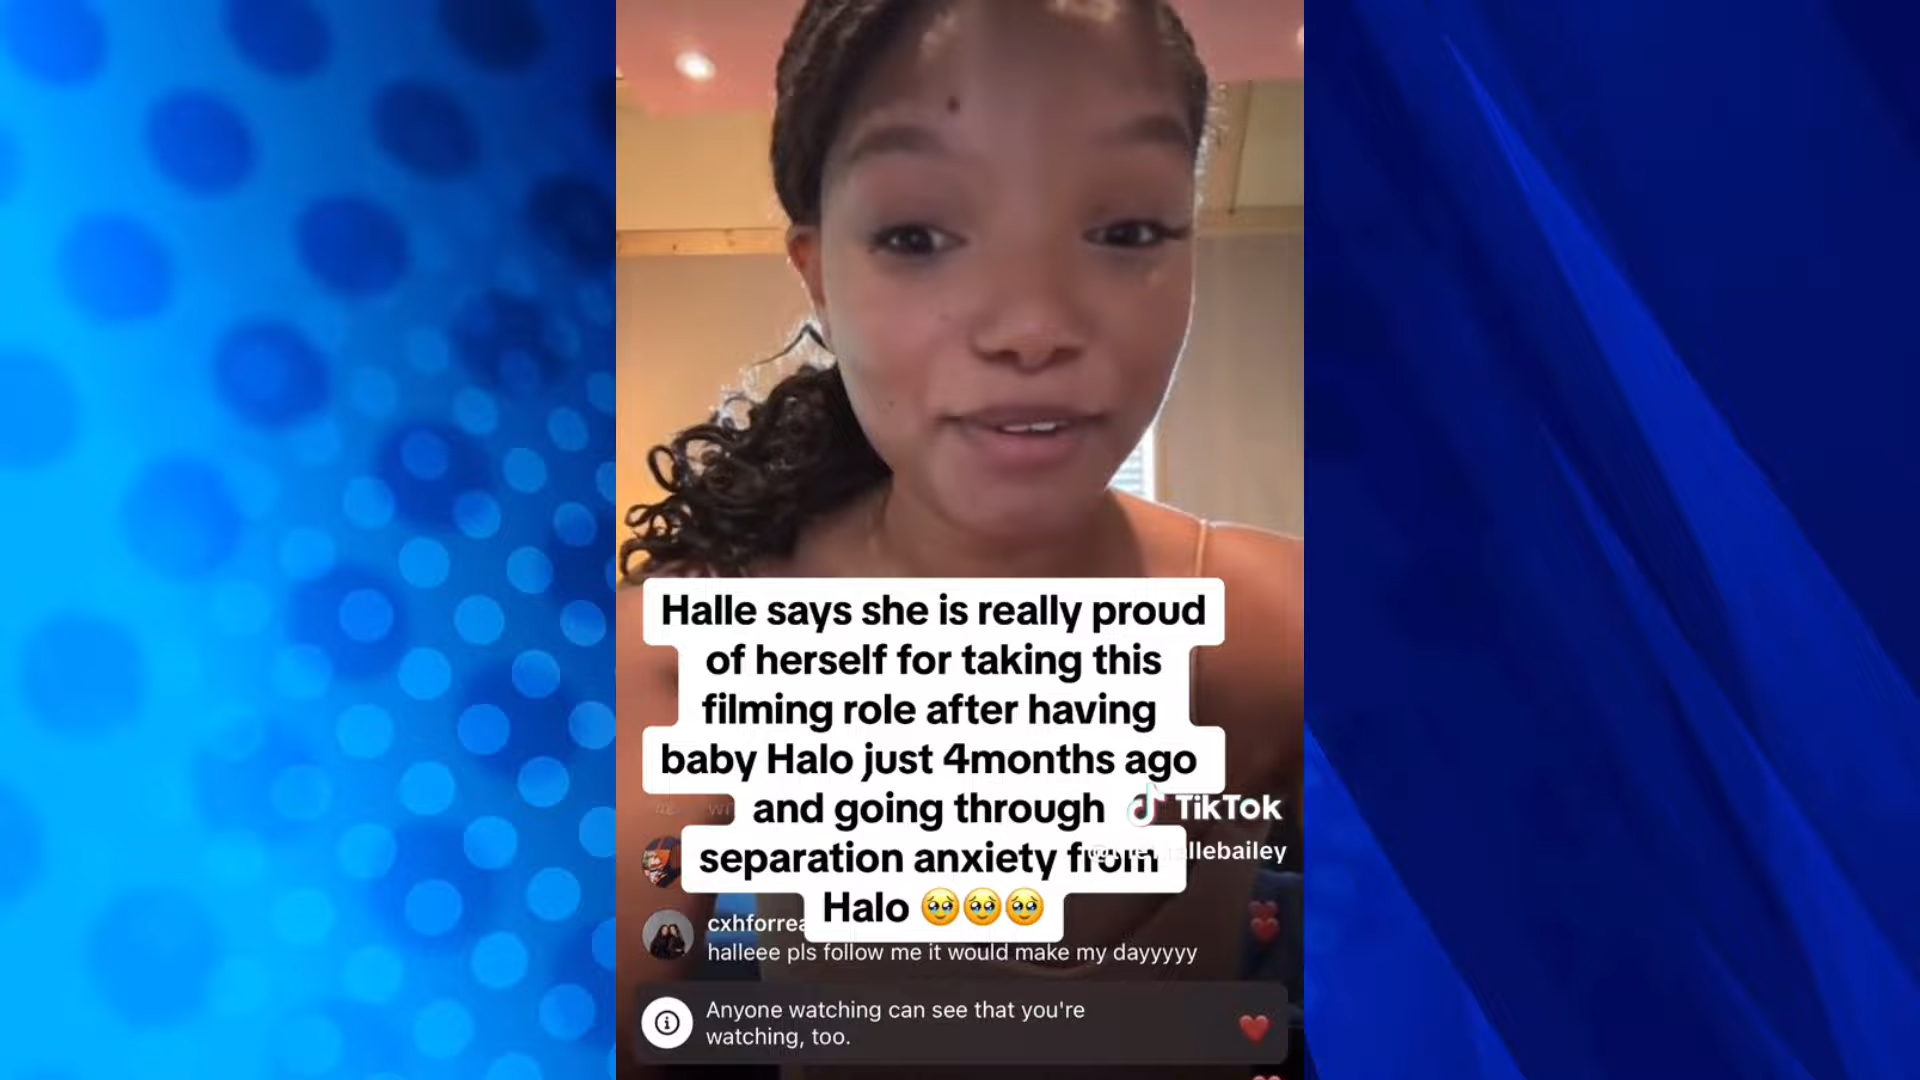 Halle says she is really proud
of herself for taking this
filming role after having
baby Halo just 4months ago
and going through
TikTok
separation anxiety from
llebailey
Halo 🥹🥹🥹
cxhforrea
halleee pls follow me it would make my dayyyyy
Anyone watching can see that you're
watching, too.